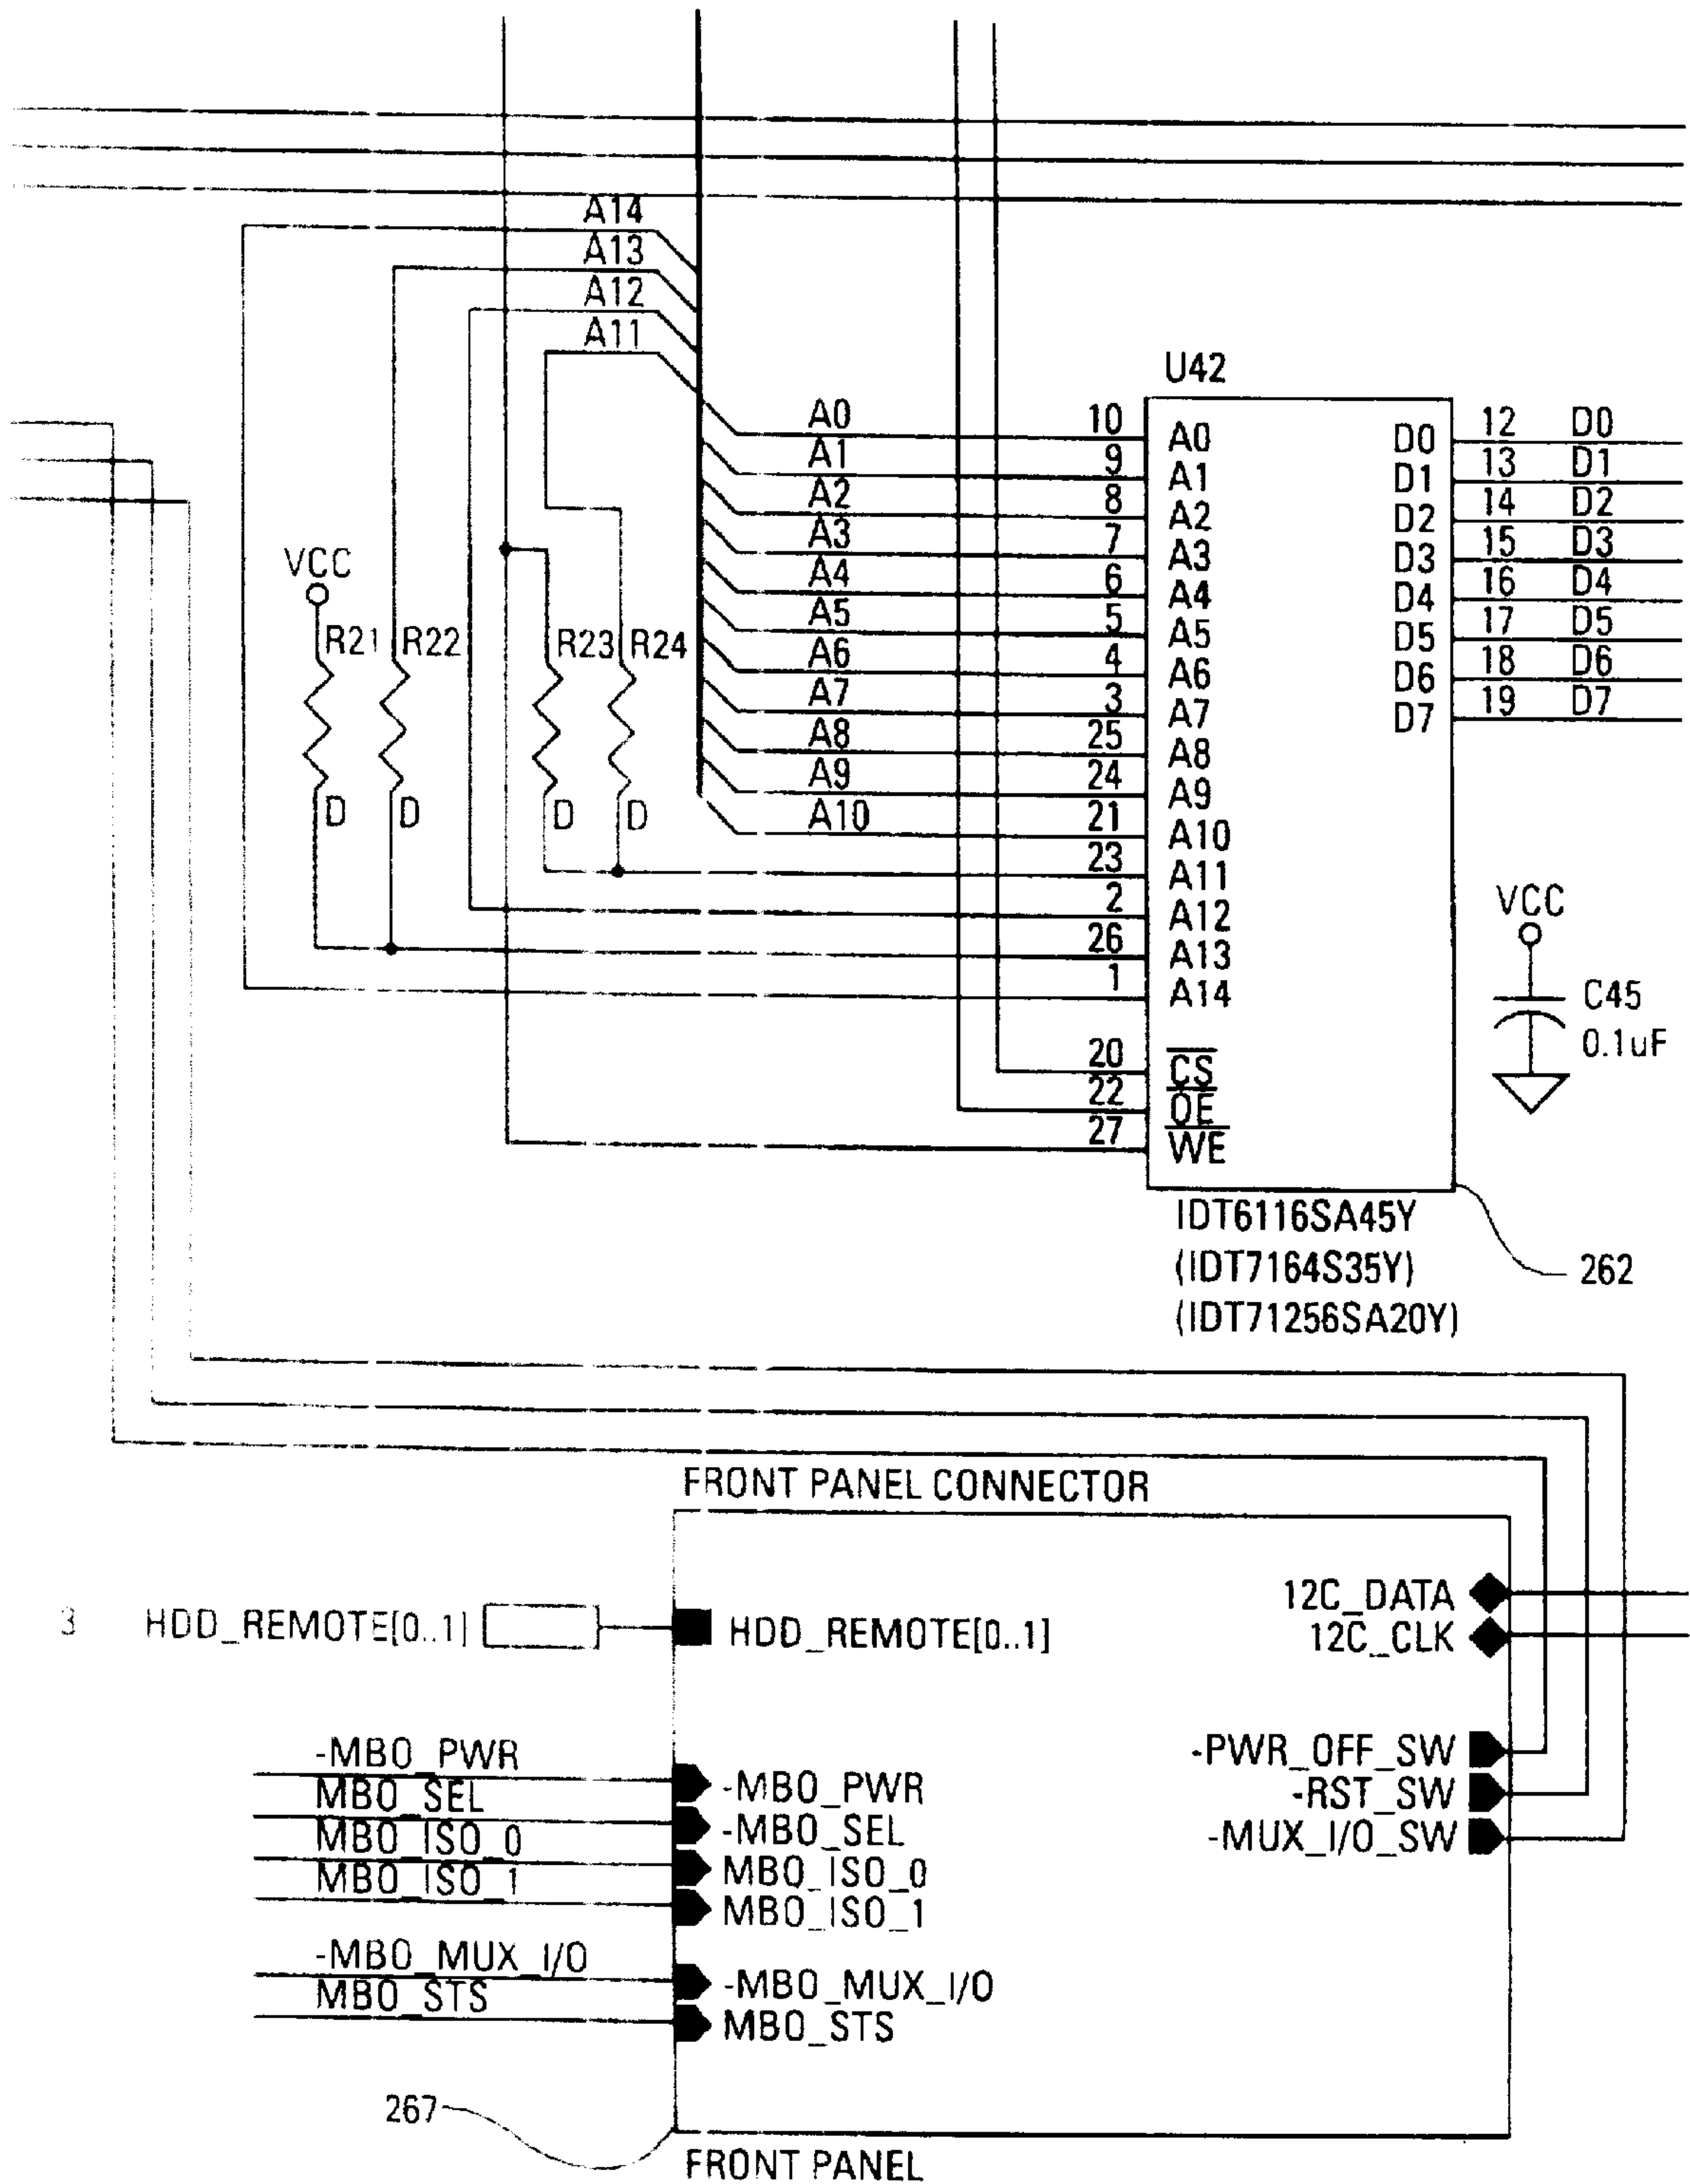 A14
A13
A12
A11
U42
A0 10 A0 D0 12 D0
A1 9 A1 D1 13 D1
A2 8 A2 D2 14 D2
A3 7 A3 D3 15 D3
A4 6 A4 D4 16 D4
A5 5 A5 D5 17 D5
A6 4 A6 D6 18 D6
A7 3 A7 D7 19 D7
A8 25 A8
A9 24 A9
A10 21 A10
23 A11
2 A12
26 A13
1 A14
20 CS
22 OE
27 WE
VCC
R21 R22 R23 R24
D D D D
VCC
C45
0.1uF
IDT6116SA45Y
(IDT7164S35Y)
(IDT71256SA20Y)
262
FRONT PANEL CONNECTOR
3 HDD_REMOTE[0..1] HDD_REMOTE[0..1]
12C_DATA
12C_CLK
-PWR_OFF_SW
-RST_SW
-MUX_I/O_SW
-MBO_PWR -MBO_PWR
MBO_SEL -MBO_SEL
MBO_ISO_0 MBO_ISO_0
MBO_ISO_1 MBO_ISO_1
-MBO_MUX_I/O -MBO_MUX_I/O
MBO_STS MBO_STS
267
FRONT PANEL